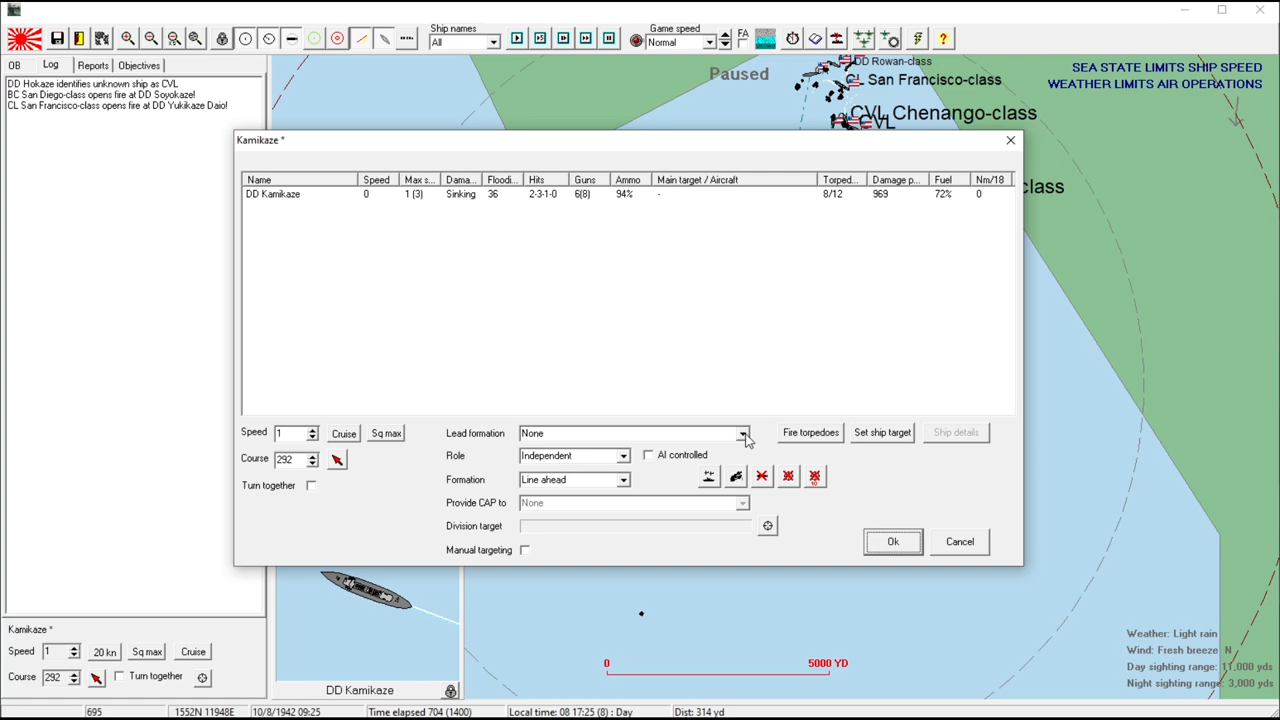 Ship names
All
Game speed
Normal
FA
?
OB
Log
Reports
Objectives
DD Hokaze identifies unknown ship as CVL
BC San Diego-class opens fire at DD Soyokaze!
CL San Francisco-class opens fire at DD Yukikaze Daio!
Paused
DD Rowan-class
CL San Francisco-class
CVL Chenango-class
CVL
class
SEA STATE LIMITS SHIP SPEED
WEATHER LIMITS AIR OPERATIONS
Kamikaze *
Name Speed Max s... Dama... Floodi... Hits Guns Ammo Main target / Aircraft Torped... Damage p... Fuel Nm/18
DD Kamikaze 0 1 (3) Sinking 36 2-3-1-0 6(8) 94% - 8/12 969 72% 0
Speed 1 Cruise Sq max
Course 292
Turn together
Lead formation None
Role Independent AI controlled
Formation Line ahead
Provide CAP to None
Division target
Manual targeting
Fire torpedoes Set ship target Ship details
10
Ok Cancel
Kamikaze *
Speed 1 20 kn Sq max Cruise
Course 292 Turn together
DD Kamikaze
0 5000 YD
Weather: Light rain
Wind: Fresh breeze N
Day sighting range: 11,000 yds
Night sighting range: 3,000 yds
695 1552N 11948E 10/8/1942 09:25 Time elapsed 704 (1400) Local time: 08 17:25 (8) : Day Dist: 314 yd